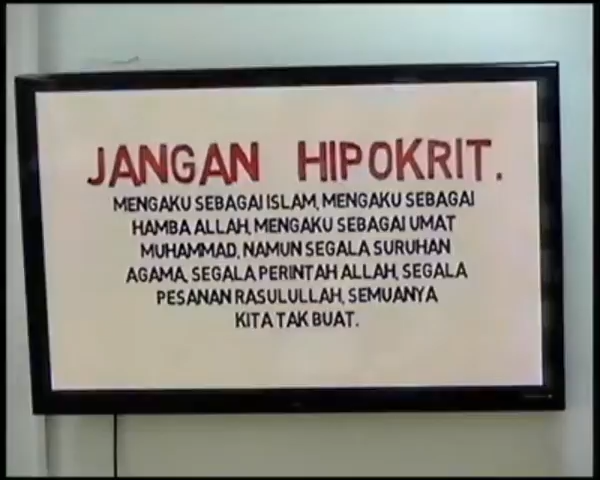 JANGAN HIPOKRIT.
MENGAKU SEBAGAI ISLAM, MENGAKU SEBAGAI
HAMBA ALLAH, MENGAKU SEBAGAI UMAT
MUHAMMAD, NAMUN SEGALA SURUHAN
AGAMA, SEGALA PERINTAH ALLAH, SEGALA
PESANAN RASULULLAH, SEMUANYA
KITA TAK BUAT.